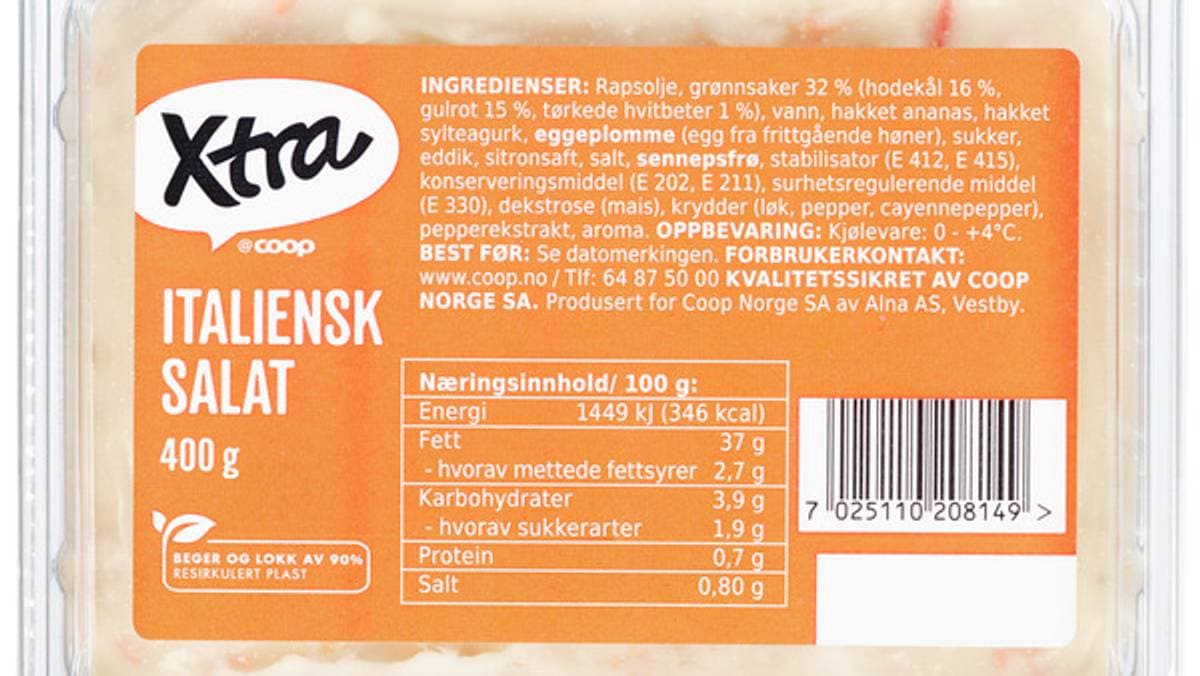 Xtra
@coop
ITALIENSK
SALAT
400 g
BEGER OG LOKK AV 90%
RESIRKULERT PLAST
INGREDIENSER: Rapsolje, grønnsaker 32 % (hodekål 16 %,
gulrot 15 %, tørkede hvitbeter 1 %), vann, hakket ananas, hakket
sylteagurk, eggeplomme (egg fra frittgående høner), sukker,
eddik, sitronsaft, salt, sennepsfrø, stabilisator (E 412, E 415),
konserveringsmiddel (E 202, E 211), surhetsregulerende middel
(E 330), dekstrose (mais), krydder (løk, pepper, cayennepepper),
pepperekstrakt, aroma. OPPBEVARING: Kjølevare: 0 - +4°C.
BEST FØR: Se datomerkingen. FORBRUKERKONTAKT:
www.coop.no / Tlf: 64 87 50 00 KVALITETSSIKRET AV COOP
NORGE SA. Produsert for Coop Norge SA av Alna AS, Vestby.
Næringsinnhold/ 100 g:
Energi 1449 kJ (346 kcal)
Fett 37 g
- hvorav mettede fettsyrer 2,7 g
Karbohydrater 3,9 g
- hvorav sukkerarter 1,9 g
Protein 0,7 g
Salt 0,80 g
7 025110 208149 >